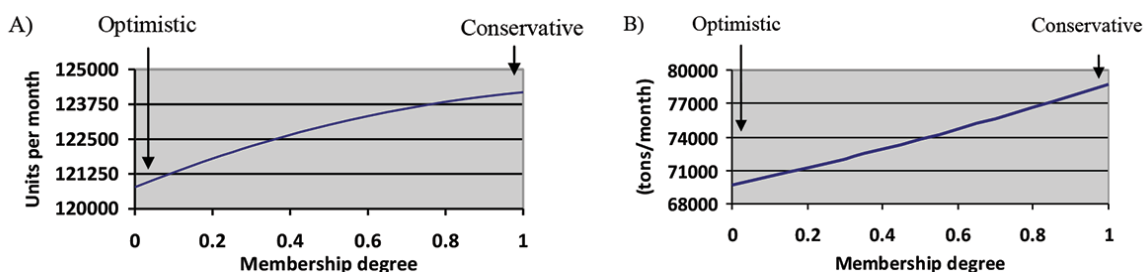 A)
Optimistic
Conservative
Units per month
125000
123750
122500
121250
120000
0 0.2 0.4 0.6 0.8 1
Membership degree
B)
Optimistic
Conservative
(tons/month)
80000
77000
74000
71000
68000
0 0.2 0.4 0.6 0.8 1
Membership degree